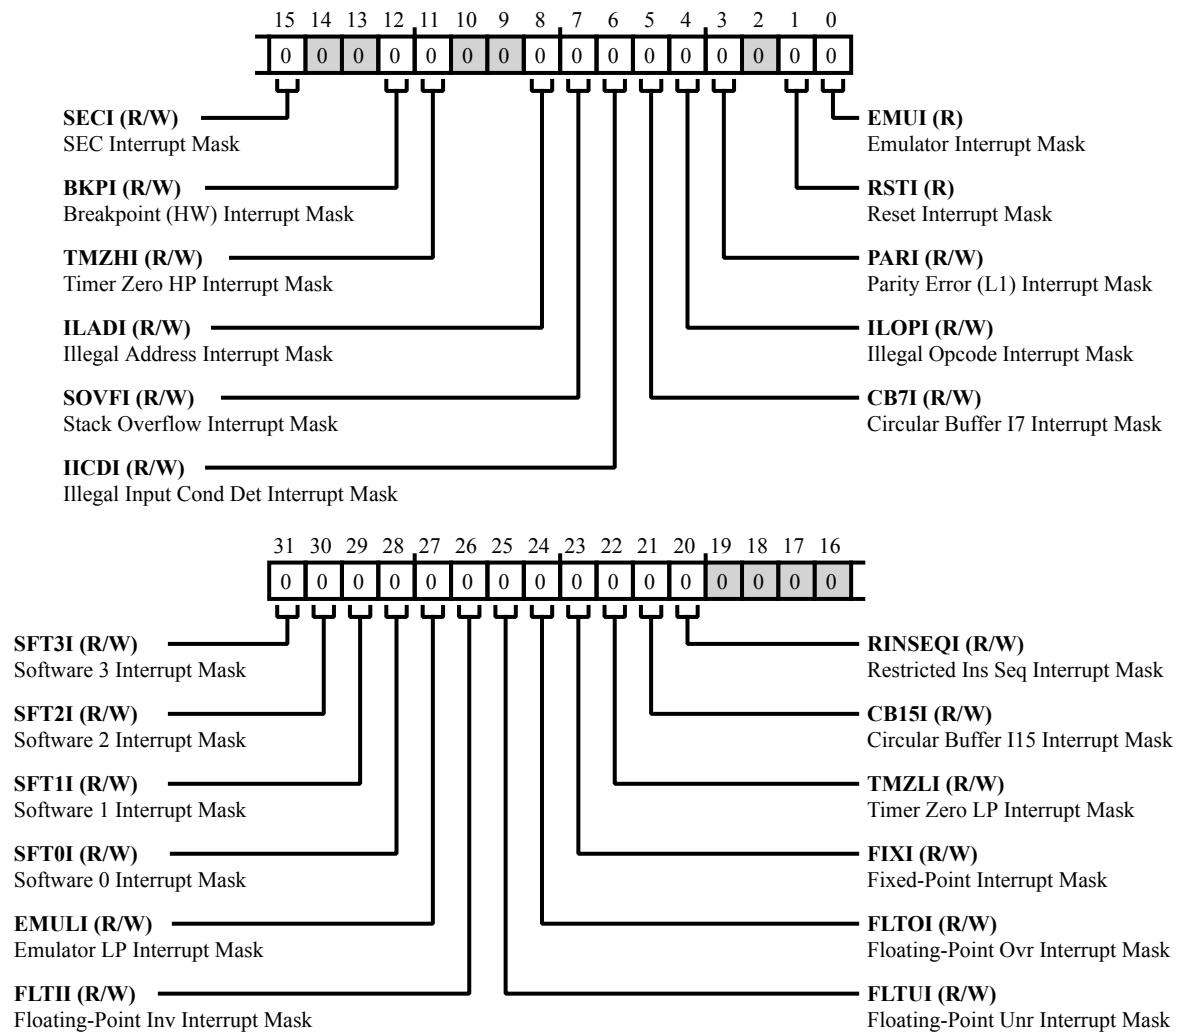 15 14 13 12 11 10 9 8 7 6 5 4 3 2 1 0
0 0 0 0 0 0 0 0 0 0 0 0 0 0 0 0
SECI (R/W)
SEC Interrupt Mask
BKPI (R/W)
Breakpoint (HW) Interrupt Mask
TMZHI (R/W)
Timer Zero HP Interrupt Mask
ILADI (R/W)
Illegal Address Interrupt Mask
SOVFI (R/W)
Stack Overflow Interrupt Mask
IICDI (R/W)
Illegal Input Cond Det Interrupt Mask
EMUI (R)
Emulator Interrupt Mask
RSTI (R)
Reset Interrupt Mask
PARI (R/W)
Parity Error (L1) Interrupt Mask
ILOPI (R/W)
Illegal Opcode Interrupt Mask
CB7I (R/W)
Circular Buffer I7 Interrupt Mask
31 30 29 28 27 26 25 24 23 22 21 20 19 18 17 16
0 0 0 0 0 0 0 0 0 0 0 0 0 0 0 0
SFT3I (R/W)
Software 3 Interrupt Mask
SFT2I (R/W)
Software 2 Interrupt Mask
SFT1I (R/W)
Software 1 Interrupt Mask
SFT0I (R/W)
Software 0 Interrupt Mask
EMULI (R/W)
Emulator LP Interrupt Mask
FLTII (R/W)
Floating-Point Inv Interrupt Mask
RINSEQI (R/W)
Restricted Ins Seq Interrupt Mask
CB15I (R/W)
Circular Buffer I15 Interrupt Mask
TMZLI (R/W)
Timer Zero LP Interrupt Mask
FIXI (R/W)
Fixed-Point Interrupt Mask
FLTOI (R/W)
Floating-Point Ovr Interrupt Mask
FLTUI (R/W)
Floating-Point Unr Interrupt Mask